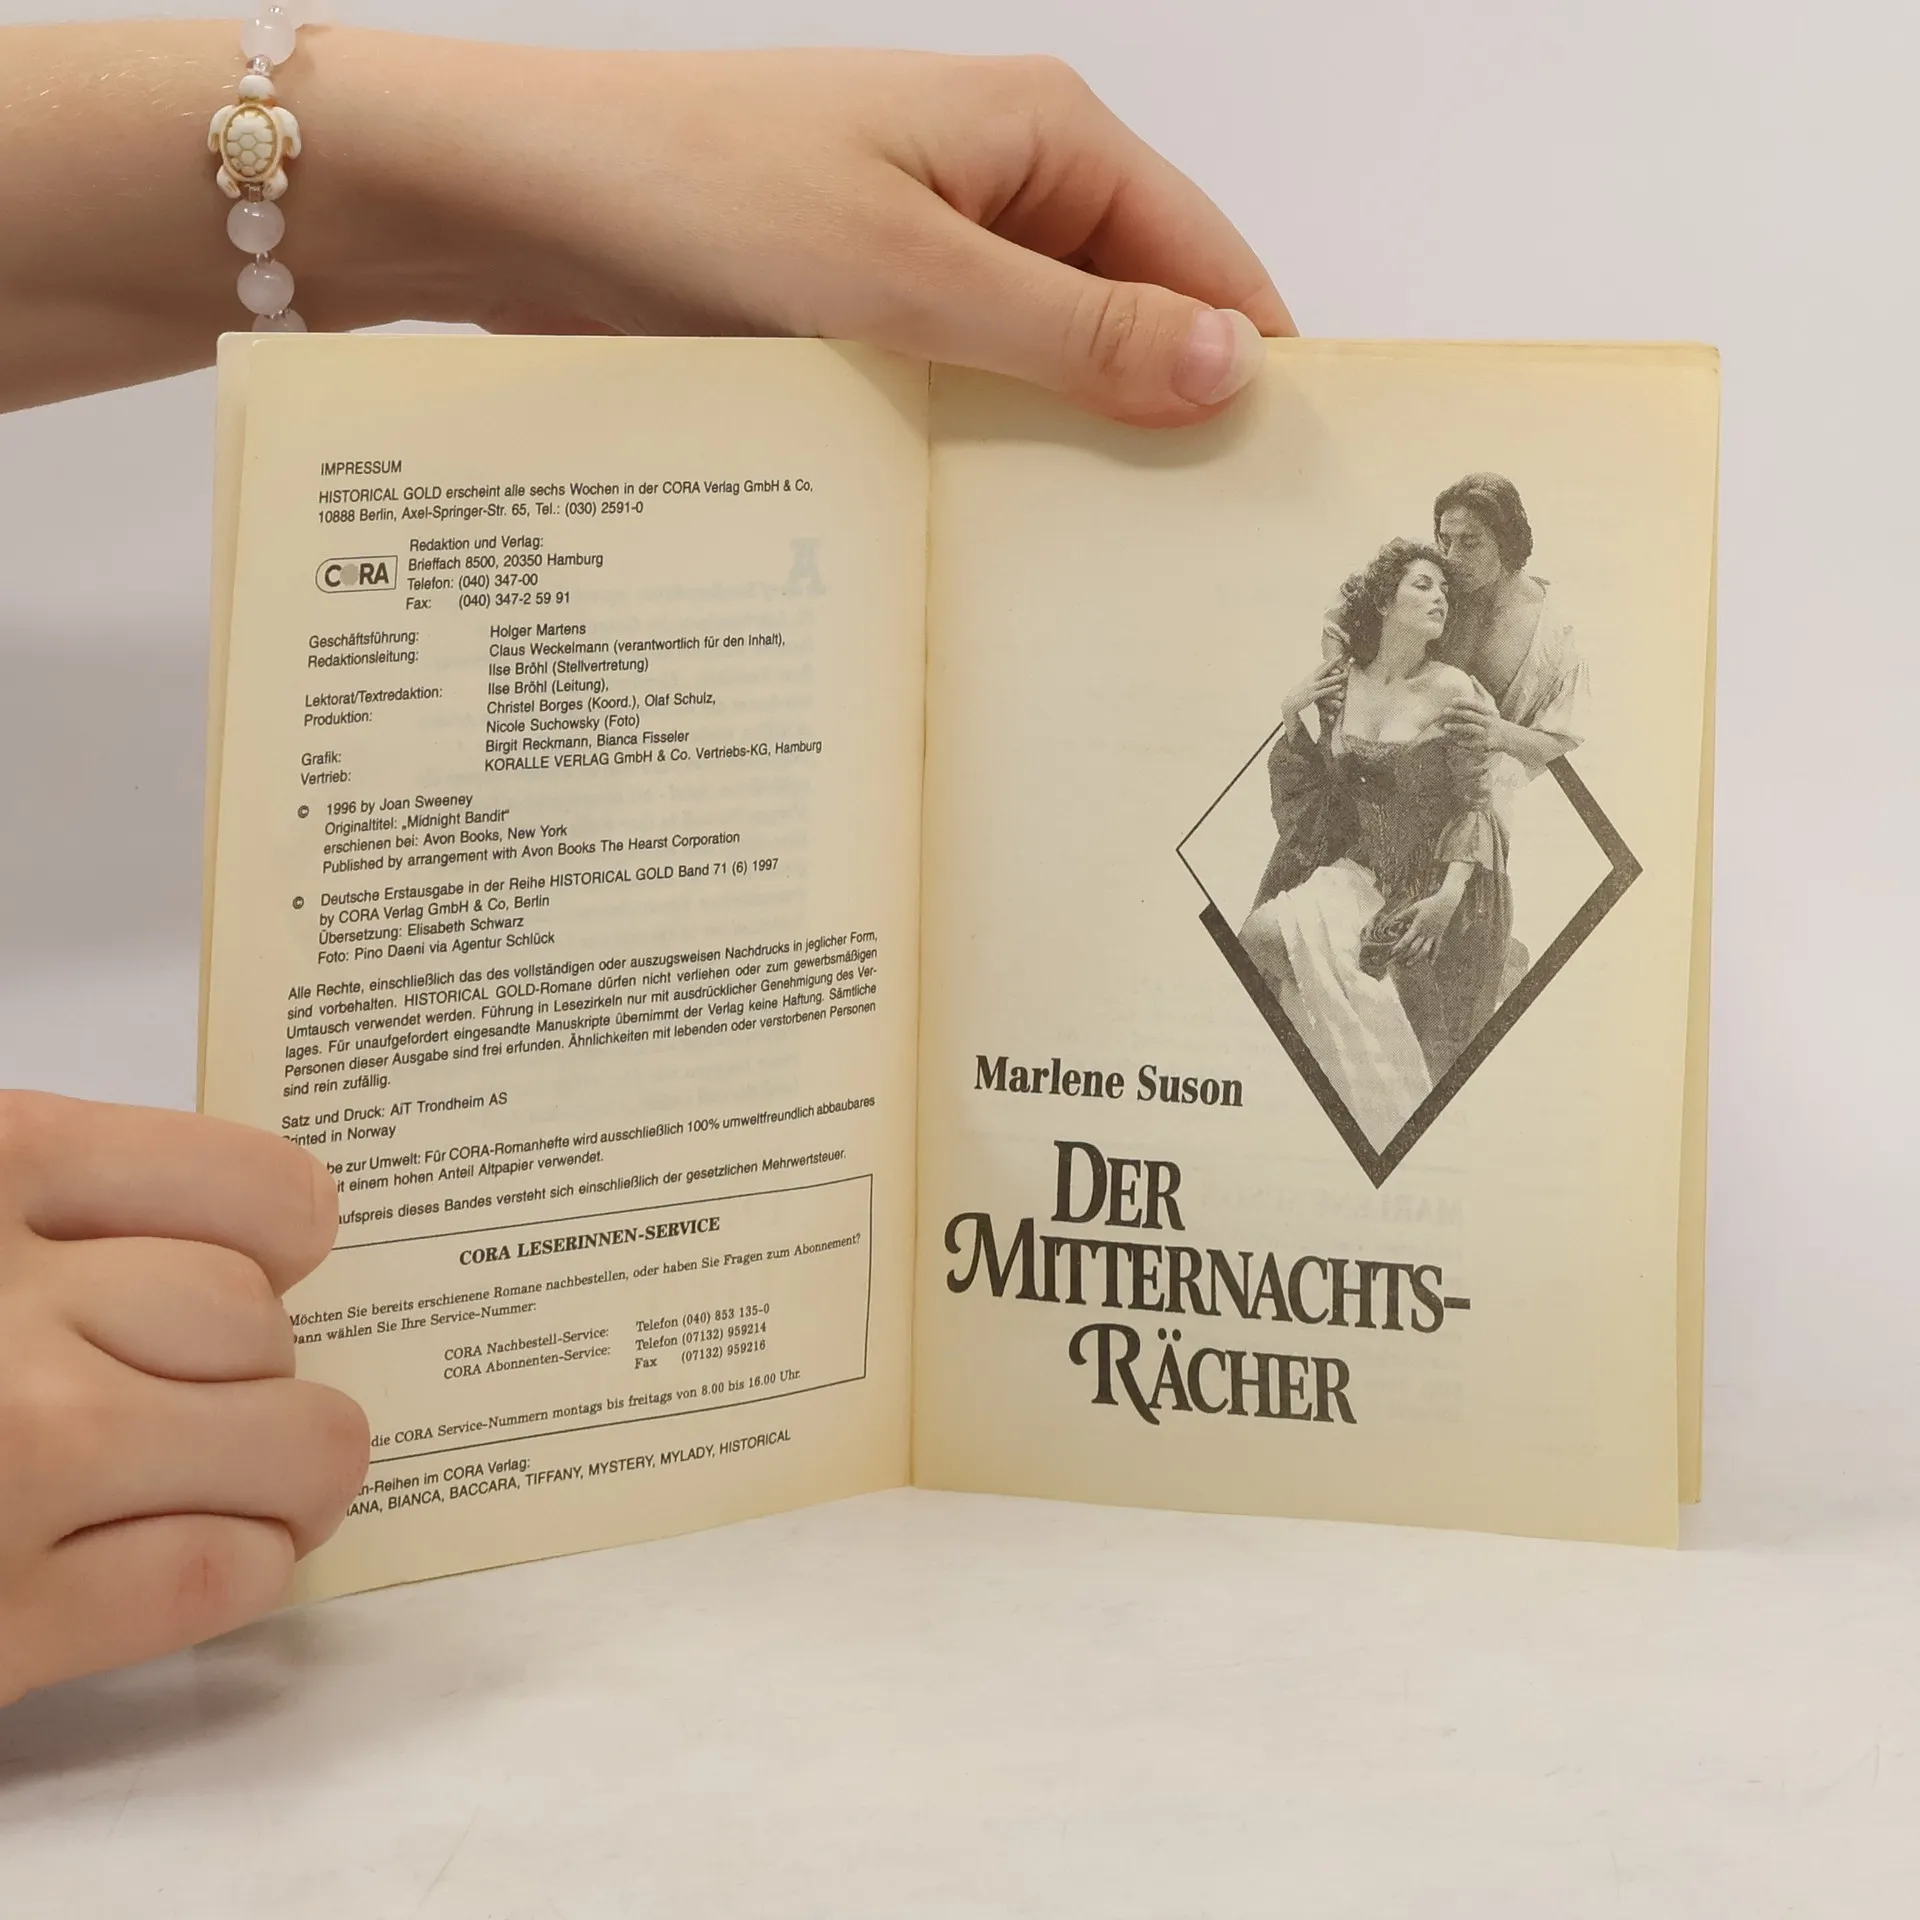 IMPRESSUM
HISTORICAL GOLD erscheint alle sechs Wochen in der CORA Verlag GmbH & Co,
10888 Berlin, Axel-Springer-Str. 65, Tel.: (030) 2591-0
CORA
Redaktion und Verlag:
Brieffach 8500, 20350 Hamburg
Telefon: (040) 347-00
Fax: (040) 347-2 59 91
Geschäftsführung: Holger Martens
Redaktionsleitung: Claus Weckelmann (verantwortlich für den Inhalt),
Ilse Bröhl (Stellvertretung)
Lektorat/Textredaktion: Ilse Bröhl (Leitung),
Produktion: Christel Borges (Koord.), Olaf Schulz,
Nicole Suchowsky (Foto)
Grafik: Birgit Reckmann, Bianca Fisseler
Vertrieb: KORALLE VERLAG GmbH & Co. Vertriebs-KG, Hamburg
© 1996 by Joan Sweeney
Originaltitel: „Midnight Bandit“
erschienen bei: Avon Books, New York
Published by arrangement with Avon Books The Hearst Corporation
© Deutsche Erstausgabe in der Reihe HISTORICAL GOLD Band 71 (6) 1997
by CORA Verlag GmbH & Co, Berlin
Übersetzung: Elisabeth Schwarz
Foto: Pino Daeni via Agentur Schlück
Alle Rechte, einschließlich das des vollständigen oder auszugsweisen Nachdrucks in jeglicher Form,
sind vorbehalten. HISTORICAL GOLD-Romane dürfen nicht verliehen oder zum gewerbsmäßigen
Umtausch verwendet werden. Führung in Lesezirkeln nur mit ausdrücklicher Genehmigung des Ver-
lages. Für unaufgefordert eingesandte Manuskripte übernimmt der Verlag keine Haftung. Sämtliche
Personen dieser Ausgabe sind frei erfunden. Ähnlichkeiten mit lebenden oder verstorbenen Personen
sind rein zufällig.
Satz und Druck: AiT Trondheim AS
Printed in Norway
be zur Umwelt: Für CORA-Romanhefte wird ausschließlich 100% umweltfreundlich abbaubares
it einem hohen Anteil Altpapier verwendet.
aufspreis dieses Bandes versteht sich einschließlich der gesetzlichen Mehrwertsteuer.
CORA LESERINNEN-SERVICE
Möchten Sie bereits erschienene Romane nachbestellen, oder haben Sie Fragen zum Abonnement?
Dann wählen Sie Ihre Service-Nummer:
CORA Nachbestell-Service: Telefon (040) 853 135-0
CORA Abonnenten-Service: Telefon (07132) 959214
Fax (07132) 959216
die CORA Service-Nummern montags bis freitags von 8.00 bis 16.00 Uhr.
n-Reihen im CORA Verlag:
IANA, BIANCA, BACCARA, TIFFANY, MYSTERY, MYLADY, HISTORICAL
Marlene Suson
DER
MITTERNACHTS-
RÄCHER